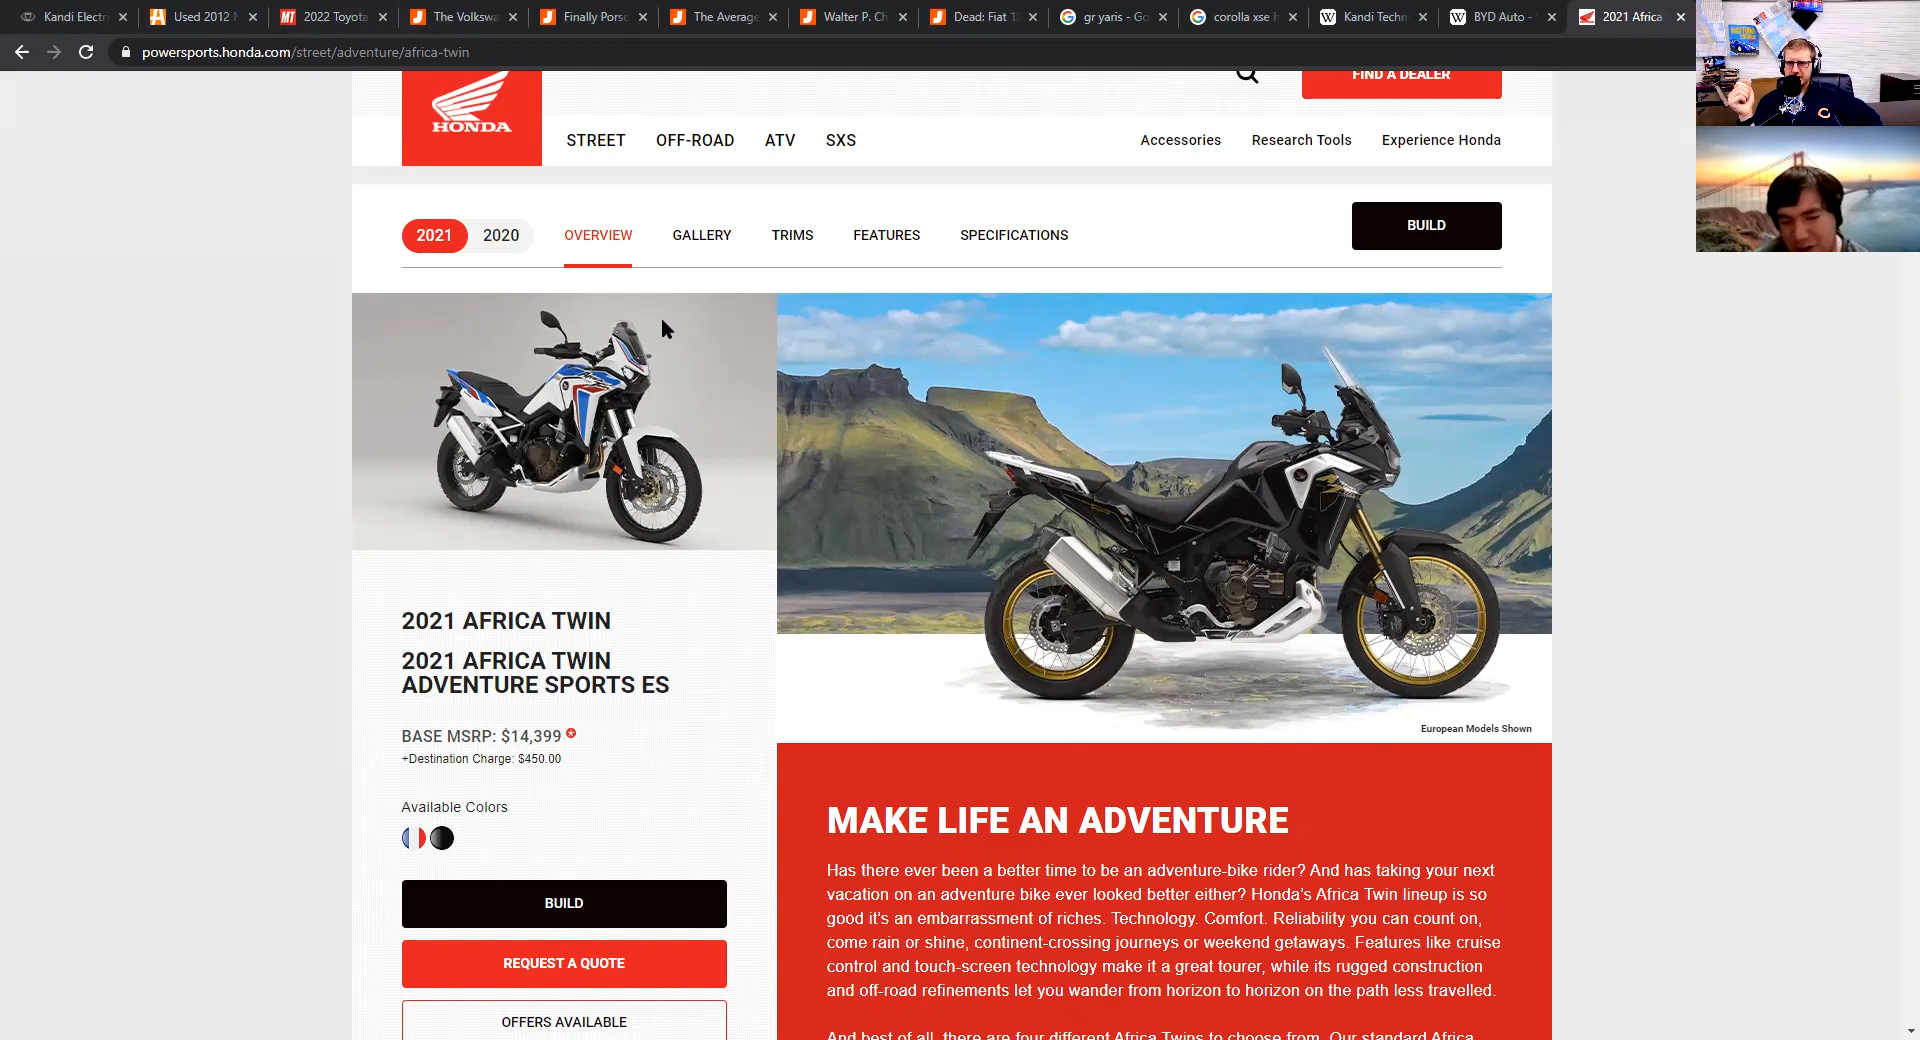 Kandi Electri
Used 2012 N
2022 Toyota
The Volkswa
Finally Porsc
The Average
Walter P. Ch
Dead: Fiat 12
gr yaris - Go
corolla xse h
Kandi Techn
BYD Auto -
2021 Africa
powersports.honda.com/street/adventure/africa-twin
FIND A DEALER
HONDA
STREET OFF-ROAD ATV SXS
Accessories Research Tools Experience Honda
2021 2020 OVERVIEW GALLERY TRIMS FEATURES SPECIFICATIONS
BUILD
2021 AFRICA TWIN
2021 AFRICA TWIN
ADVENTURE SPORTS ES
BASE MSRP: $14,399
+Destination Charge: $450.00
Available Colors
BUILD
REQUEST A QUOTE
OFFERS AVAILABLE
European Models Shown
MAKE LIFE AN ADVENTURE
Has there ever been a better time to be an adventure-bike rider? And has taking your next
vacation on an adventure bike ever looked better either? Honda’s Africa Twin lineup is so
good it’s an embarrassment of riches. Technology. Comfort. Reliability you can count on,
come rain or shine, continent-crossing journeys or weekend getaways. Features like cruise
control and touch-screen technology make it a great tourer, while its rugged construction
and off-road refinements let you wander from horizon to horizon on the path less travelled.
And best of all, there are four different Africa Twins to choose from. Our standard Africa